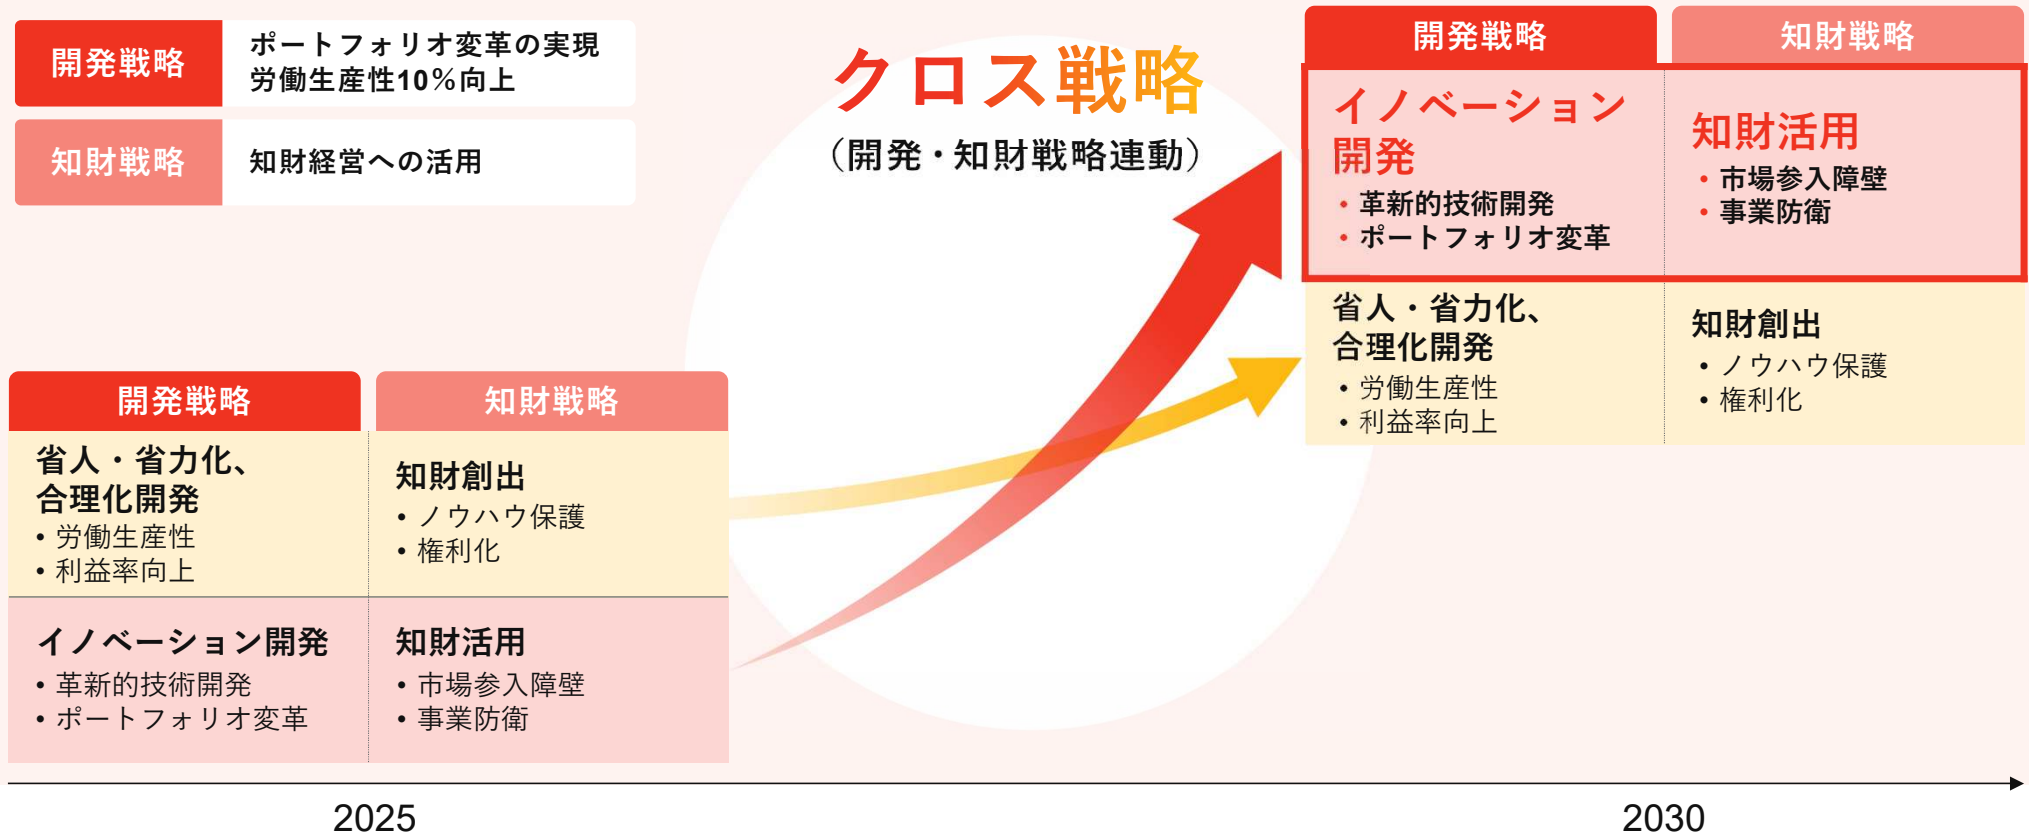 開発戦略
ポートフォリオ変革の実現
労働生産性10%向上
知財戦略
知財経営への活用
クロス戦略
（開発・知財戦略連動）
開発戦略
知財戦略
イノベーション
開発
・革新的技術開発
・ポートフォリオ変革
知財活用
・市場参入障壁
・事業防衛
省人・省力化、
合理化開発
• 労働生産性
• 利益率向上
知財創出
• ノウハウ保護
• 権利化
開発戦略
知財戦略
省人・省力化、
合理化開発
• 労働生産性
• 利益率向上
知財創出
• ノウハウ保護
• 権利化
イノベーション開発
• 革新的技術開発
• ポートフォリオ変革
知財活用
• 市場参入障壁
• 事業防衛
2025
2030